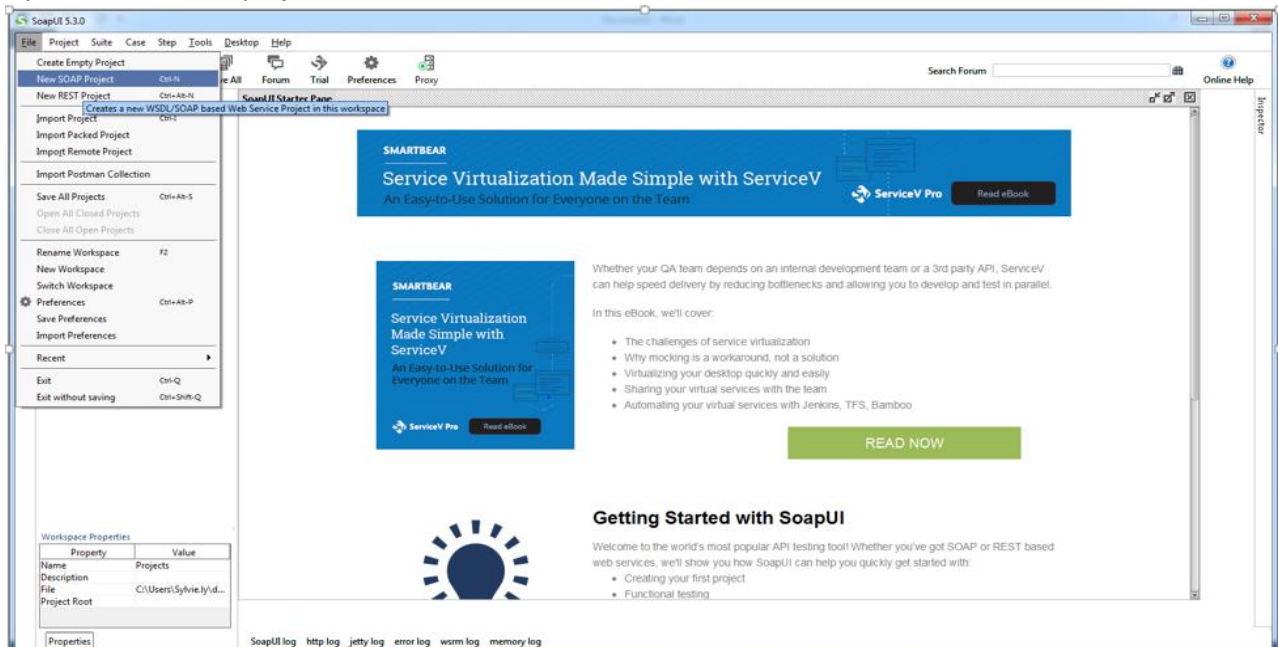 SoapUI 5.3.0
File Project Suite Case Step Tools Desktop Help
Create Empty Project
New SOAP Project Ctrl-N
New REST Project Ctrl+Alt-N
Creates a new WSDL/SOAP based Web Service Project in this workspace
Import Project Ctrl-I
Import Packed Project
Import Remote Project
Import Postman Collection
Save All Projects Ctrl+Alt-S
Open All Closed Projects
Close All Open Projects
Rename Workspace F2
New Workspace
Switch Workspace
Preferences Ctrl+Alt-P
Save Preferences
Import Preferences
Recent
Exit Ctrl-Q
Exit without saving Ctrl+Shift-Q
All Forum Trial Preferences Proxy
Search Forum
Online Help
SoapUI Starter Page
Inspector
SMARTBEAR
Service Virtualization Made Simple with ServiceV
An Easy-to-Use Solution for Everyone on the Team
ServiceV Pro Read eBook
SMARTBEAR
Service Virtualization
Made Simple with
ServiceV
An Easy-to-Use Solution for
Everyone on the Team
ServiceV Pro Read eBook
Whether your QA team depends on an internal development team or a 3rd party API, ServiceV
can help speed delivery by reducing bottlenecks and allowing you to develop and test in parallel.
In this eBook, we'll cover:
• The challenges of service virtualization
• Why mocking is a workaround, not a solution
• Virtualizing your desktop quickly and easily
• Sharing your virtual services with the team
• Automating your virtual services with Jenkins, TFS, Bamboo
READ NOW
Getting Started with SoapUI
Welcome to the world's most popular API testing tool! Whether you've got SOAP or REST based
web services, we'll show you how SoapUI can help you quickly get started with:
• Creating your first project
• Functional testing
Workspace Properties
Property Value
Name Projects
Description
File C:\Users\Sylvie.ly\d...
Project Root
Properties
SoapUI log http log jetty log error log wsrm log memory log